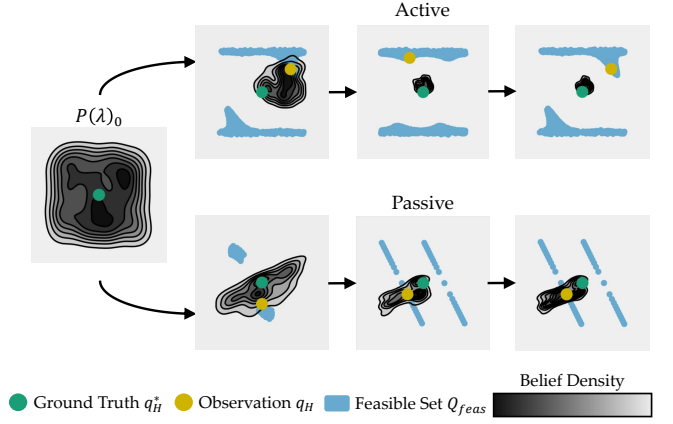 Active
P(λ)₀
Passive
Belief Density
Ground Truth q*_H
Observation q_H
Feasible Set Q_feas